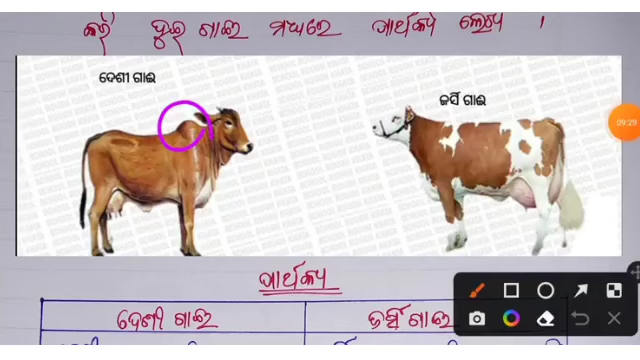 ଦୁଇ ଗାଈ ମଧ୍ୟରେ ପାର୍ଥକ୍ୟ ଲେଖ ।
ଦେଶୀ ଗାଈ
ଜର୍ସି ଗାଈ
09:29
ପାର୍ଥକ୍ୟ
ଦେଶୀ ଗାଈ
ଜର୍ସି ଗାଈ